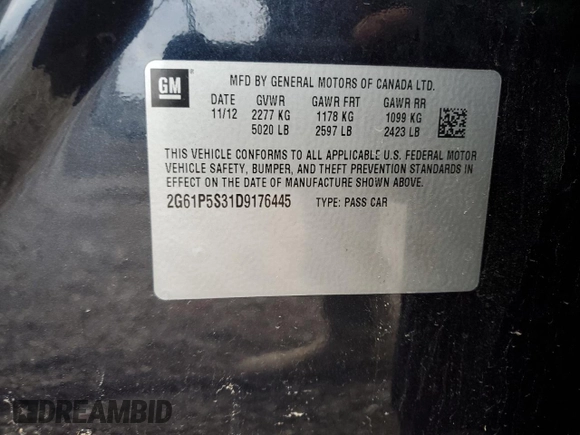 GM
MFD BY GENERAL MOTORS OF CANADA LTD.
DATE GVWR GAWR FRT GAWR RR
11/12 2277 KG 1178 KG 1099 KG
5020 LB 2597 LB 2423 LB
THIS VEHICLE CONFORMS TO ALL APPLICABLE U.S. FEDERAL MOTOR
VEHICLE SAFETY, BUMPER, AND THEFT PREVENTION STANDARDS IN
EFFECT ON THE DATE OF MANUFACTURE SHOWN ABOVE.
2G61P5S31D9176445 TYPE: PASS CAR
DREAMBID